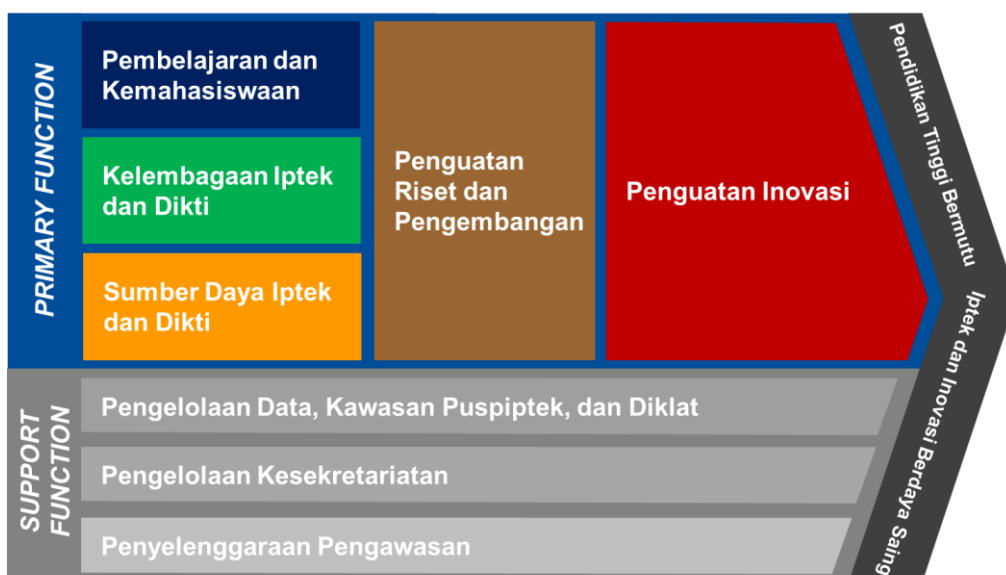 PRIMARY FUNCTION
Pembelajaran dan
Kemahasiswaan
Kelembagaan Iptek
dan Dikti
Sumber Daya Iptek
dan Dikti
Penguatan
Riset dan
Pengembangan
Penguatan Inovasi
Pendidikan Tinggi Bermutu
Iptek dan Inovasi Berdaya Saing
SUPPORT
FUNCTION
Pengelolaan Data, Kawasan Puspiptek, dan Diklat
Pengelolaan Kesekretariatan
Penyelenggaraan Pengawasan